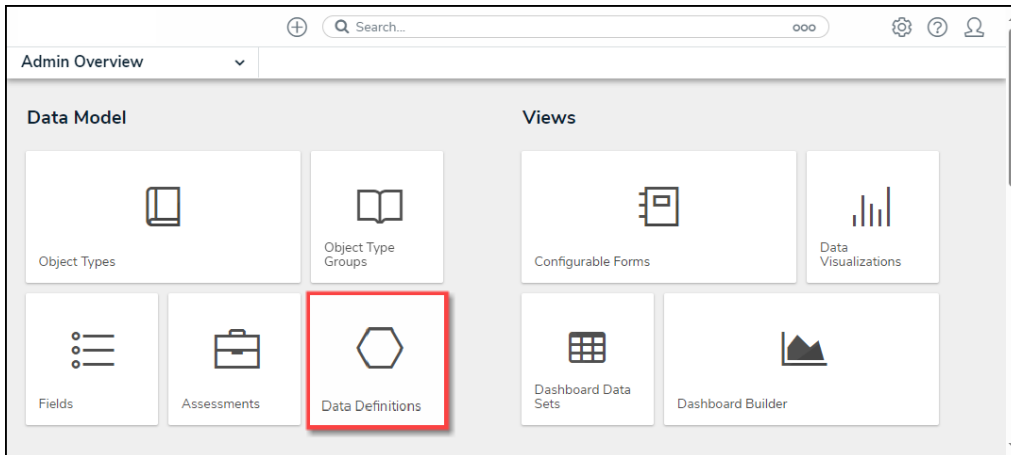 Search...
Admin Overview
Data Model
Views
Object Types
Object Type
Groups
Configurable Forms
Data
Visualizations
Fields
Assessments
Data Definitions
Dashboard Data
Sets
Dashboard Builder